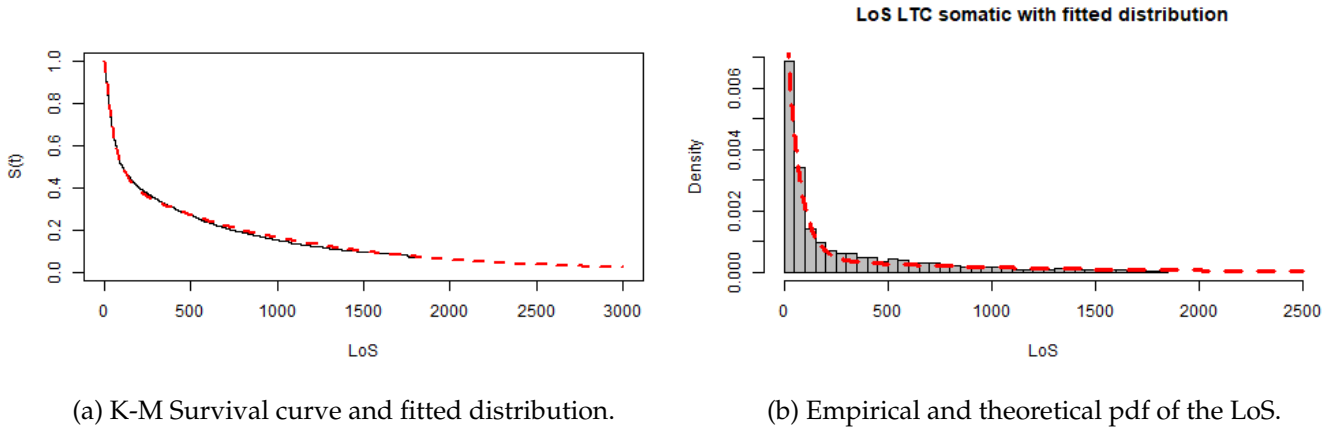 LoS LTC somatic with fitted distribution
S(t)
0.0 0.2 0.4 0.6 0.8 1.0
0 500 1000 1500 2000 2500 3000
LoS
Density
0.000 0.002 0.004 0.006
0 500 1000 1500 2000 2500
LoS
(a) K-M Survival curve and fitted distribution.
(b) Empirical and theoretical pdf of the LoS.